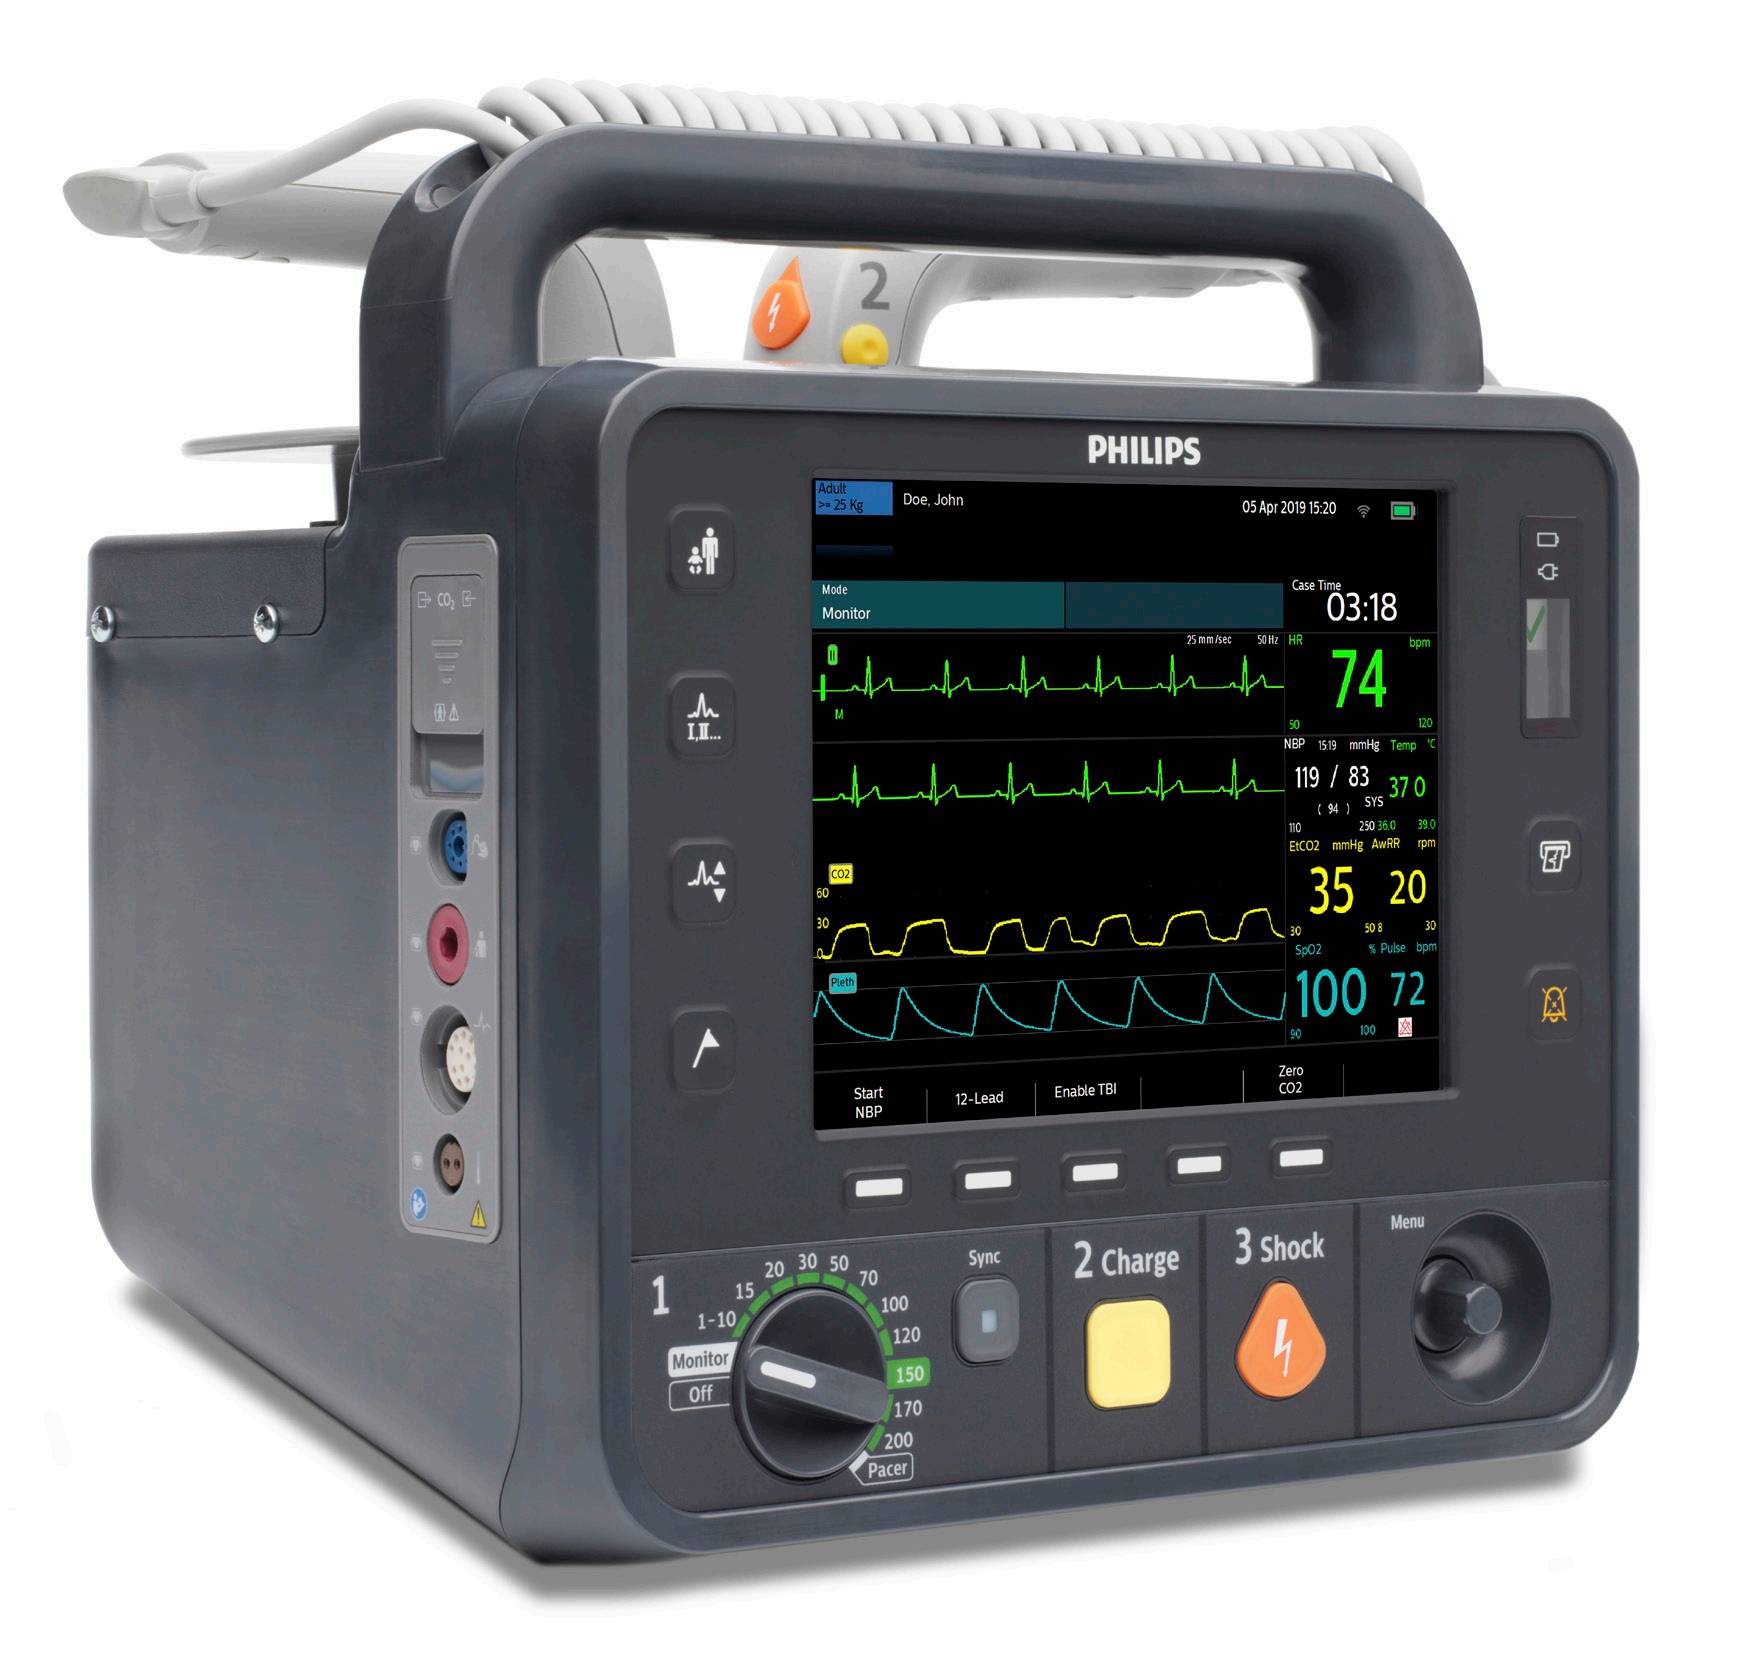 2
PHILIPS
Adult
>= 25 Kg
Doe, John
05 Apr 2019 15:20
Mode
Monitor
Case Time
03:18
25 mm/sec 50 Hz
II
M
HR bpm
74
50 120
NBP 15:19 mmHg
119 / 83
( 94 ) SYS
110 250
Temp °C
37 0
36.0 39.0
CO2
60
30
0
EtCO2 mmHg
35
30 50
AwRR rpm
20
8 30
Pleth
SpO2 %
100
90 100
Pulse bpm
72
Start
NBP
12-Lead
Enable TBI
Zero
CO2
CO2
I,II...
1
Off
Monitor
1-10
15
20
30
50
70
100
120
150
170
200
Pacer
Sync
2 Charge
3 Shock
Menu